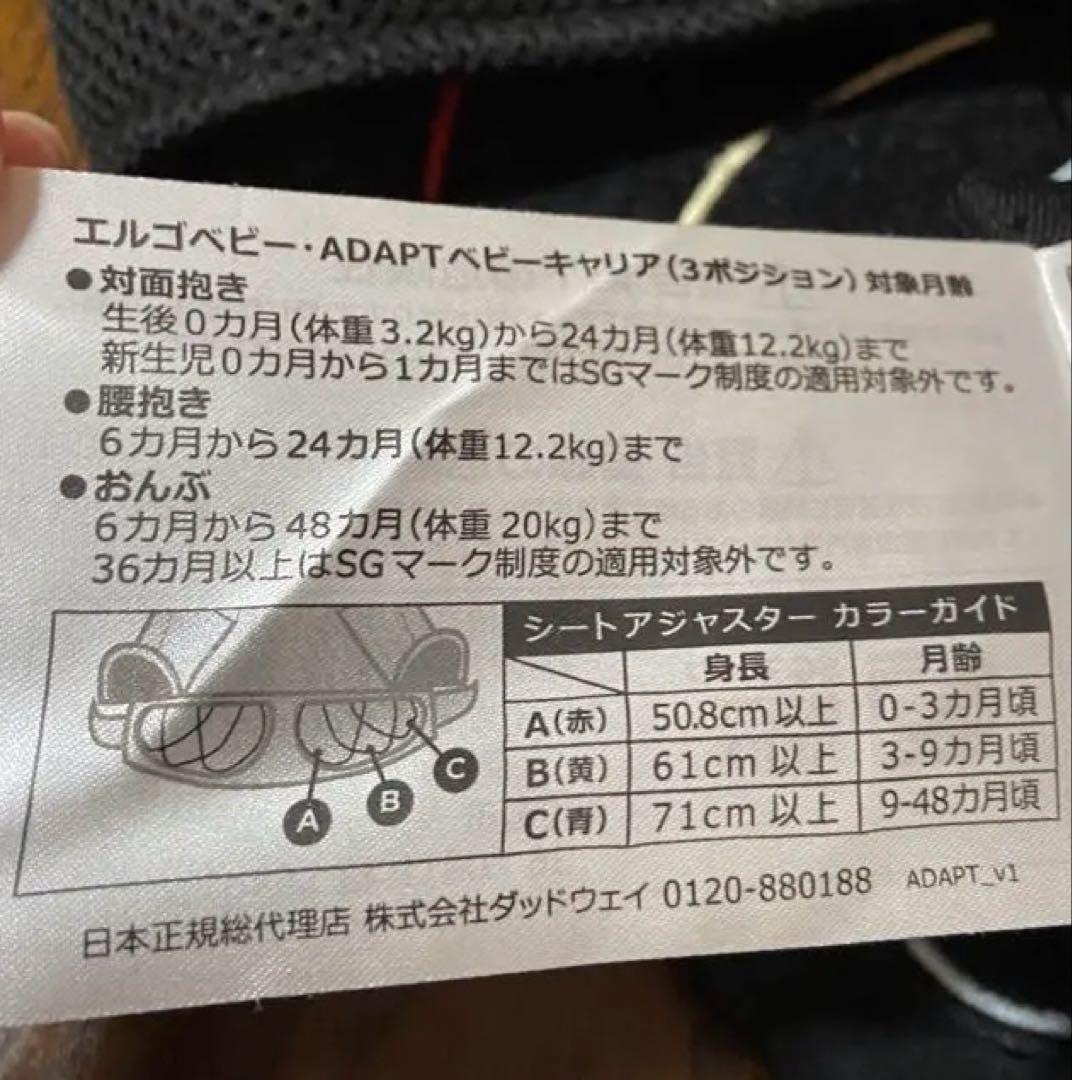 エルゴベビー・ADAPTベビーキャリア(3ポジション)対象月齢
●対面抱き
生後0カ月(体重3.2kg)から24カ月(体重12.2kg)まで
新生児0カ月から1カ月まではSGマーク制度の適用対象外です。
●腰抱き
6カ月から24カ月(体重12.2kg)まで
●おんぶ
6カ月から48カ月(体重 20kg)まで
36カ月以上はSGマーク制度の適用対象外です。
シートアジャスター カラーガイド
身長 月齢
A(赤) 50.8cm以上 0-3カ月頃
B(黄) 61cm 以上 3-9カ月頃
C(青) 71cm 以上 9-48カ月頃
A B C
日本正規総代理店 株式会社ダッドウェイ 0120-880188 ADAPT_v1